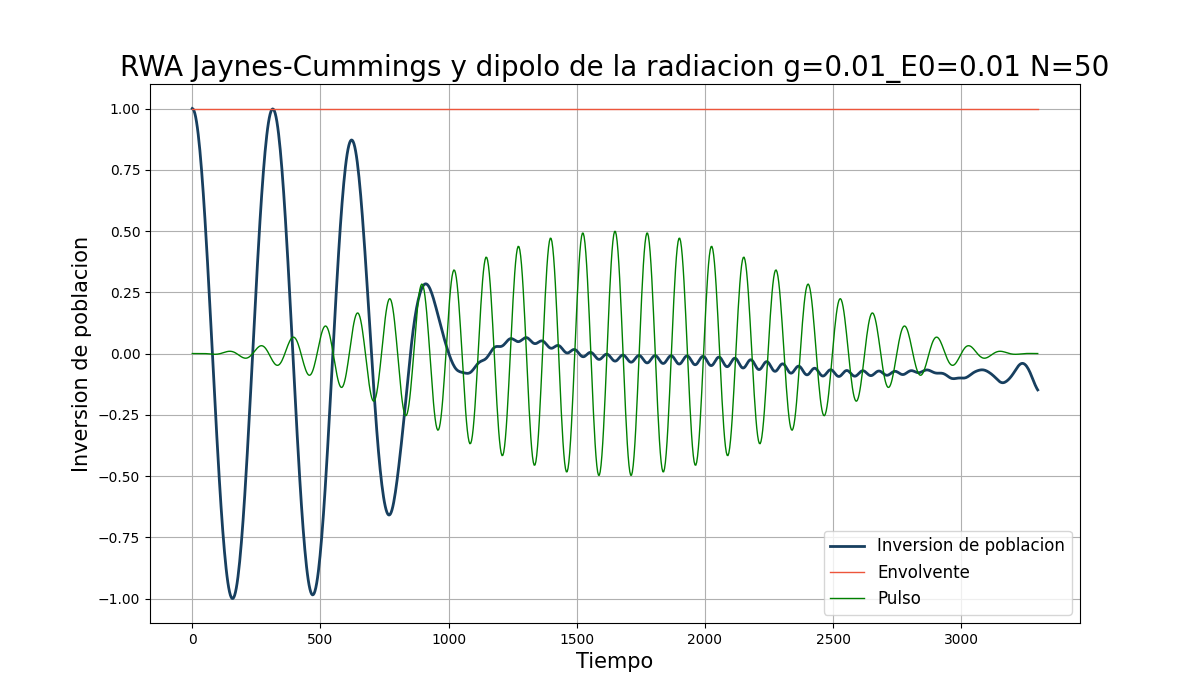 RWA Jaynes-Cummings y dipolo de la radiacion g=0.01_E0=0.01 N=50
1.00
0.75
0.50
0.25
0.00
−0.25
−0.50
−0.75
−1.00
Inversion de poblacion
Inversion de poblacion
Envolvente
Pulso
0 500 1000 1500 2000 2500 3000
Tiempo